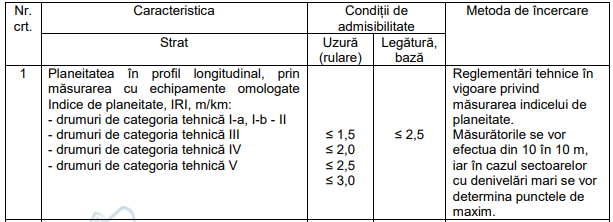 Nr. crt.
Caracteristica
Condiții de admisibilitate
Metoda de încercare
Strat
Uzură (rulare)
Legătură, bază
1
Planeitatea în profil longitudinal, prin
măsurarea cu echipamente omologate
Indice de planeitate, IRI, m/km:
- drumuri de categoria tehnică I-a, I-b - II
- drumuri de categoria tehnică III
- drumuri de categoria tehnică IV
- drumuri de categoria tehnică V
≤ 1,5
≤ 2,0
≤ 2,5
≤ 3,0
≤ 2,5
Reglementări tehnice în
vigoare privind
măsurarea indicelui de
planeitate.
Măsurătorile se vor
efectua din 10 în 10 m,
iar în cazul sectoarelor
cu denivelări mari se vor
determina punctele de
maxim.